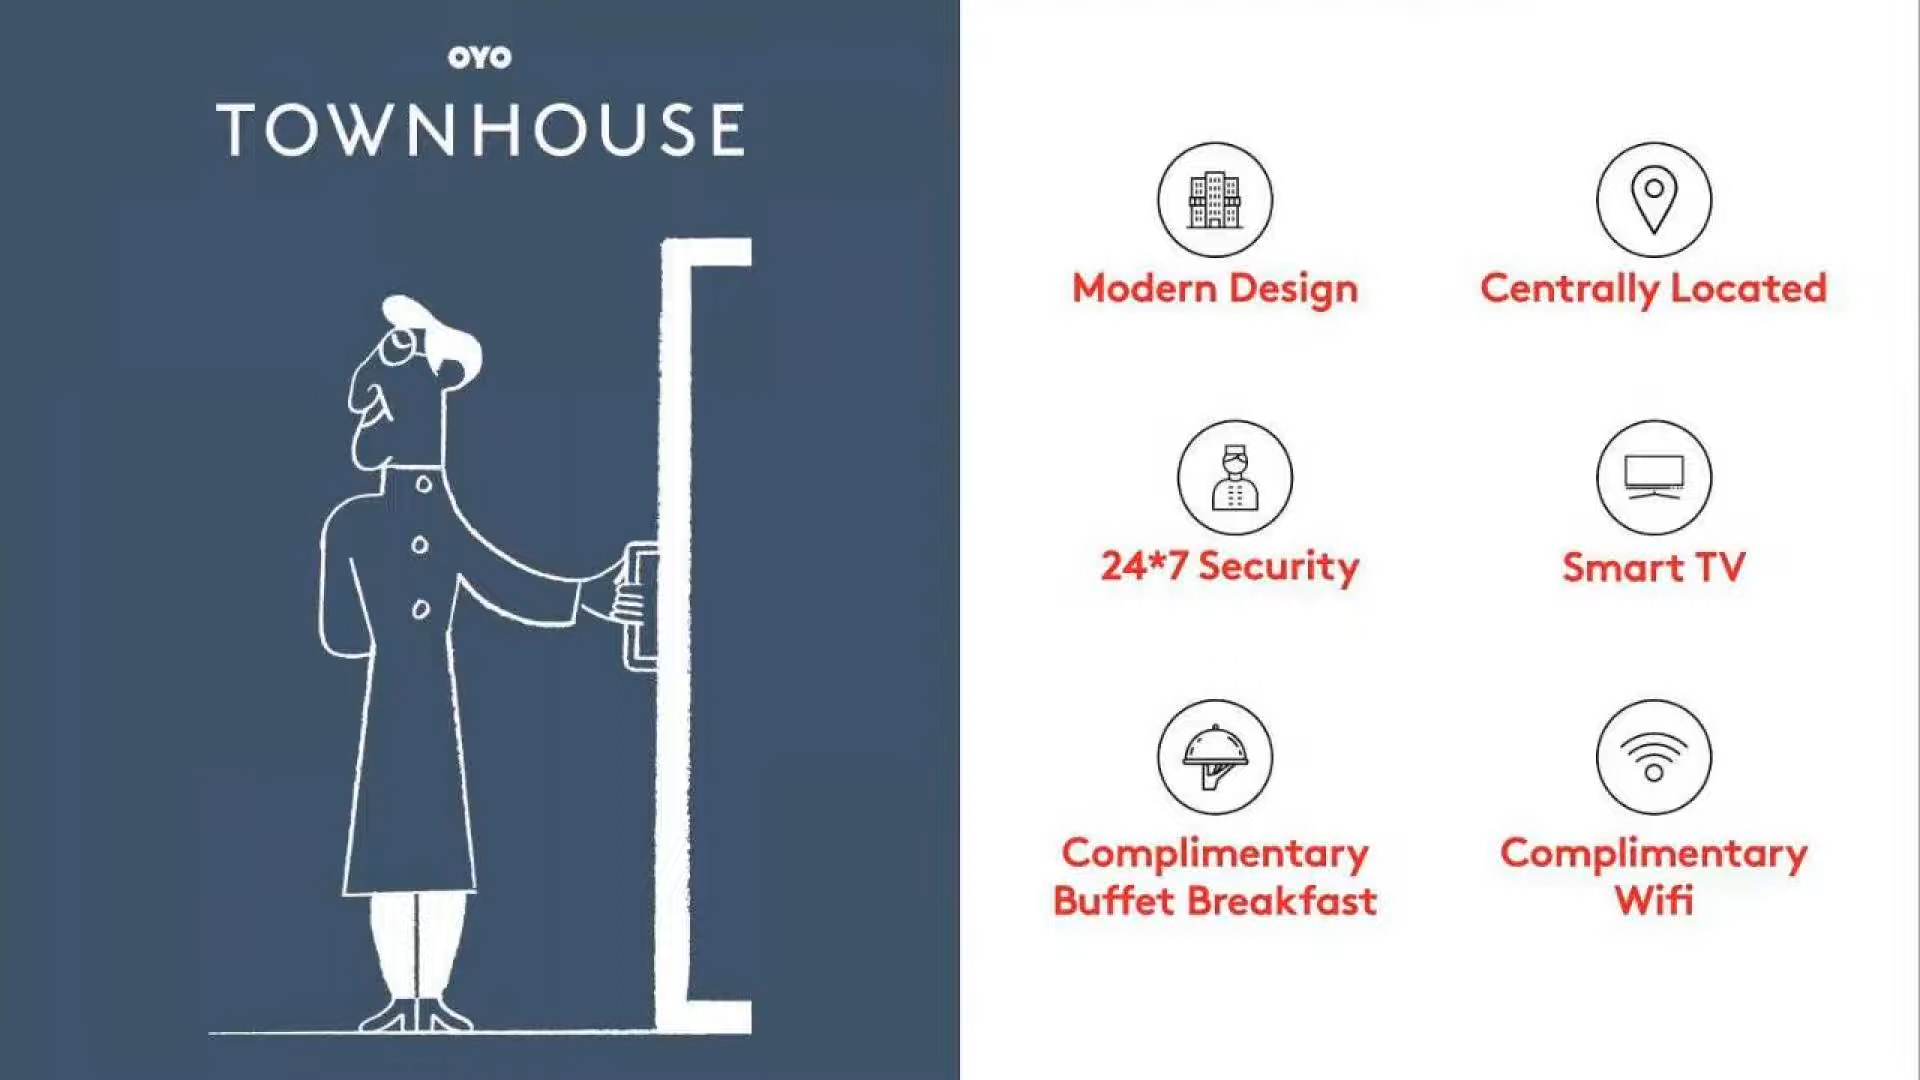 OYO
TOWNHOUSE
Modern Design
Centrally Located
24*7 Security
Smart TV
Complimentary
Buffet Breakfast
Complimentary
Wifi